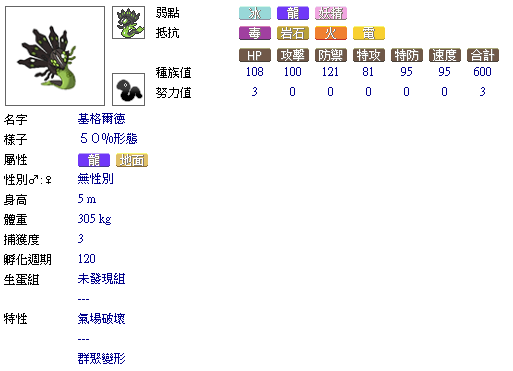 弱點 冰 龍 妖精
抵抗 毒 岩石 火 電
HP 攻擊 防禦 特攻 特防 速度 合計
種族值 108 100 121 81 95 95 600
努力值 3 0 0 0 0 0 3
名字 基格爾德
樣子 ５０%形態
屬性 龍 地面
性別♂:♀ 無性別
身高 5 m
體重 305 kg
捕獲度 3
孵化週期 120
生蛋組 未發現組
---
特性 氣場破壞
---
群聚變形